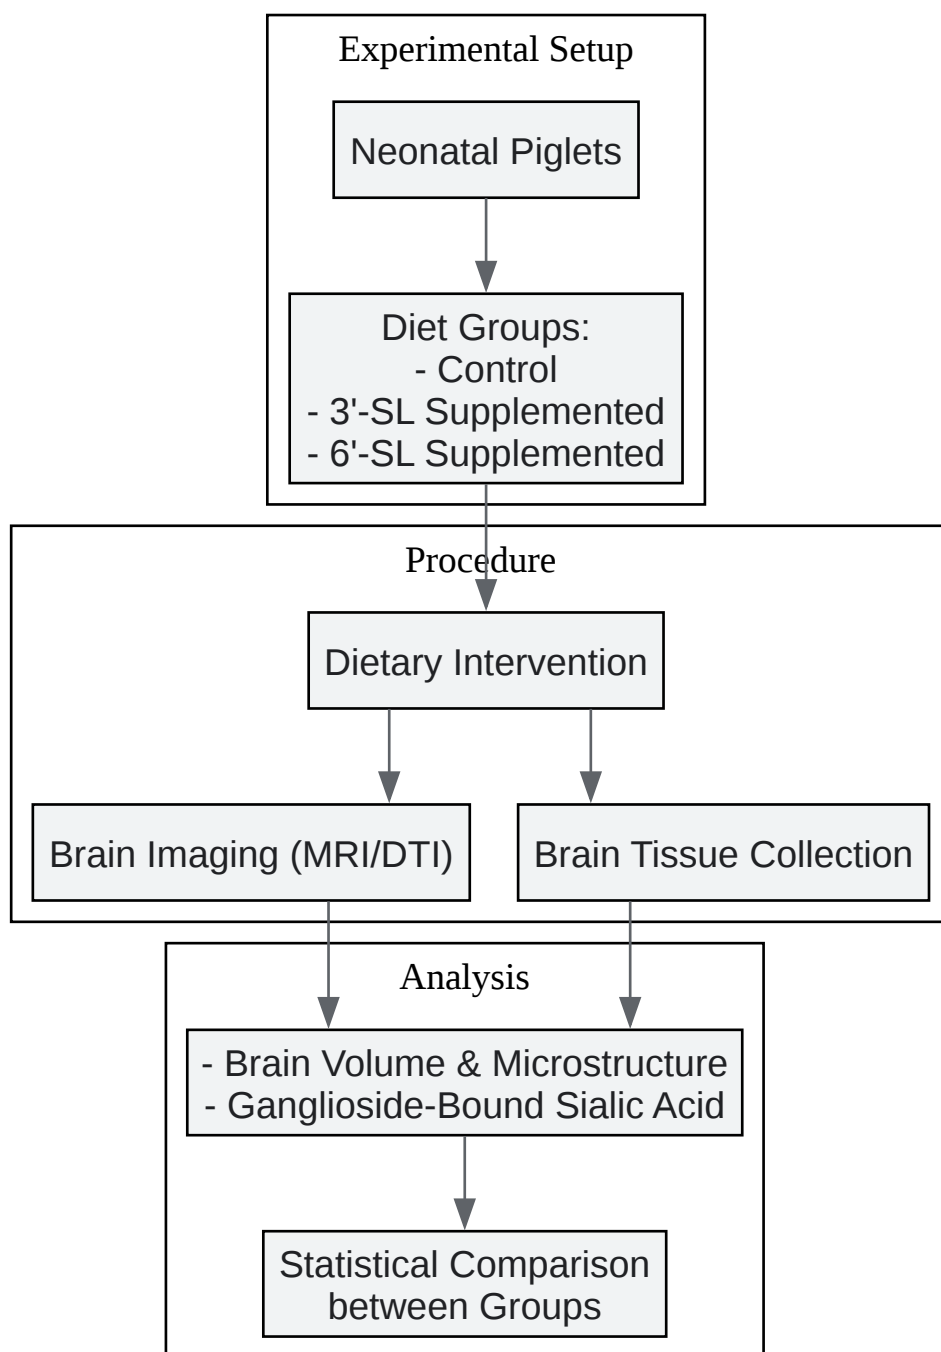 Experimental Setup
Neonatal Piglets
Diet Groups:
- Control
- 3'-SL Supplemented
- 6'-SL Supplemented
Procedure
Dietary Intervention
Brain Imaging (MRI/DTI)
Brain Tissue Collection
Analysis
- Brain Volume & Microstructure
- Ganglioside-Bound Sialic Acid
Statistical Comparison
between Groups